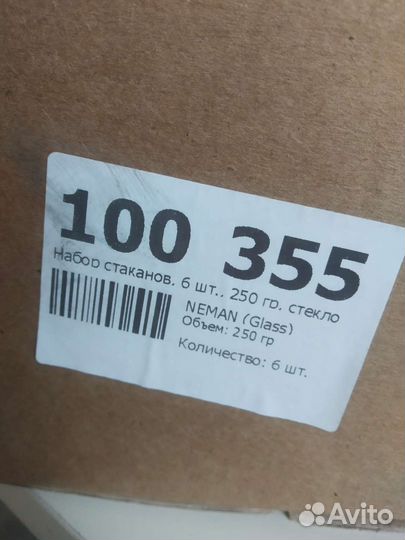 100 355
Набор стаканов, 6 шт., 250 гр, стекло
NEMAN (Glass)
Объем: 250 гр
Количество: 6 шт.
Avito